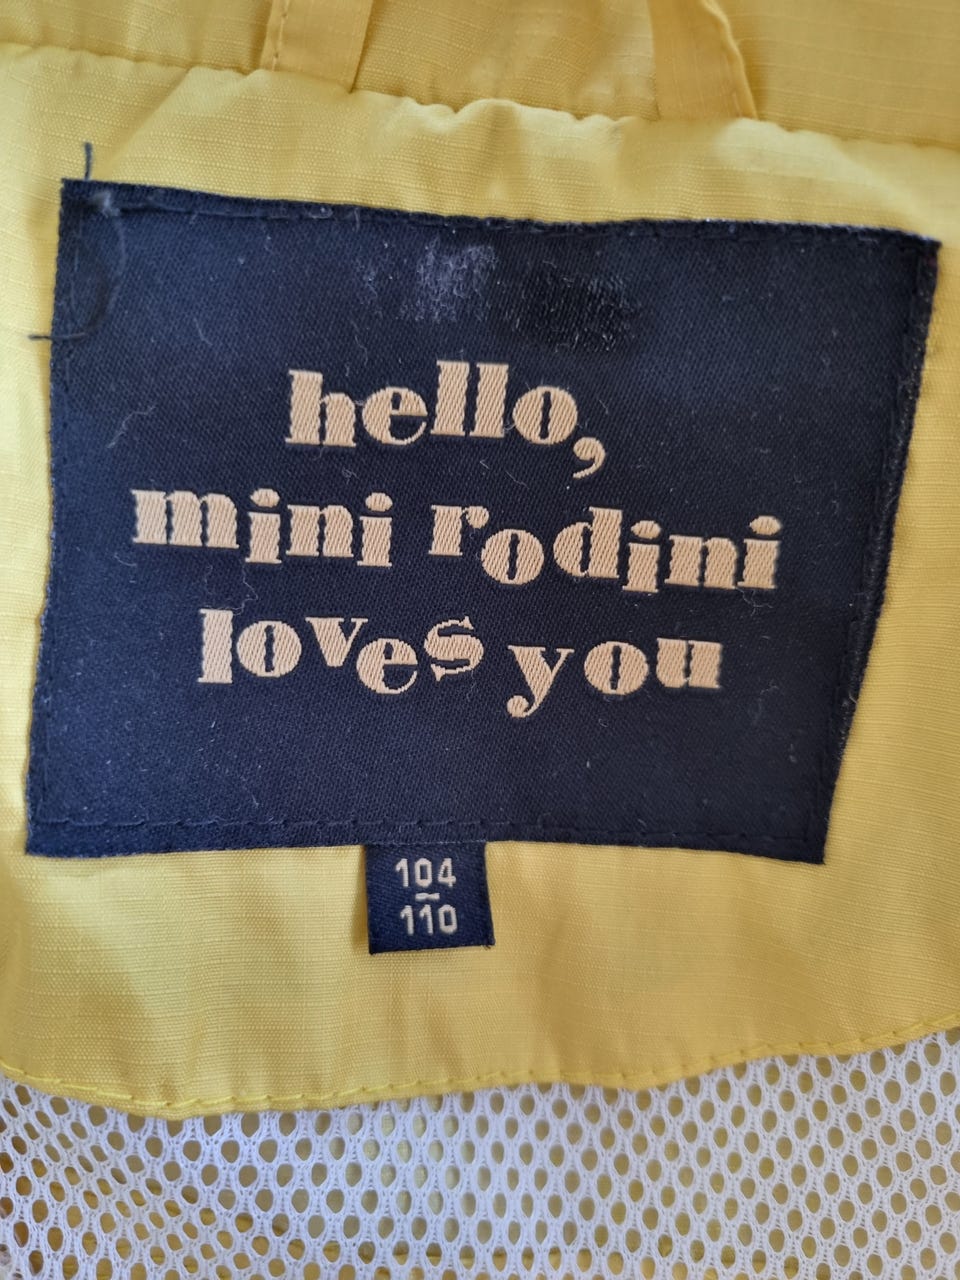 hello,
mini rodini
loves you
104
-
110